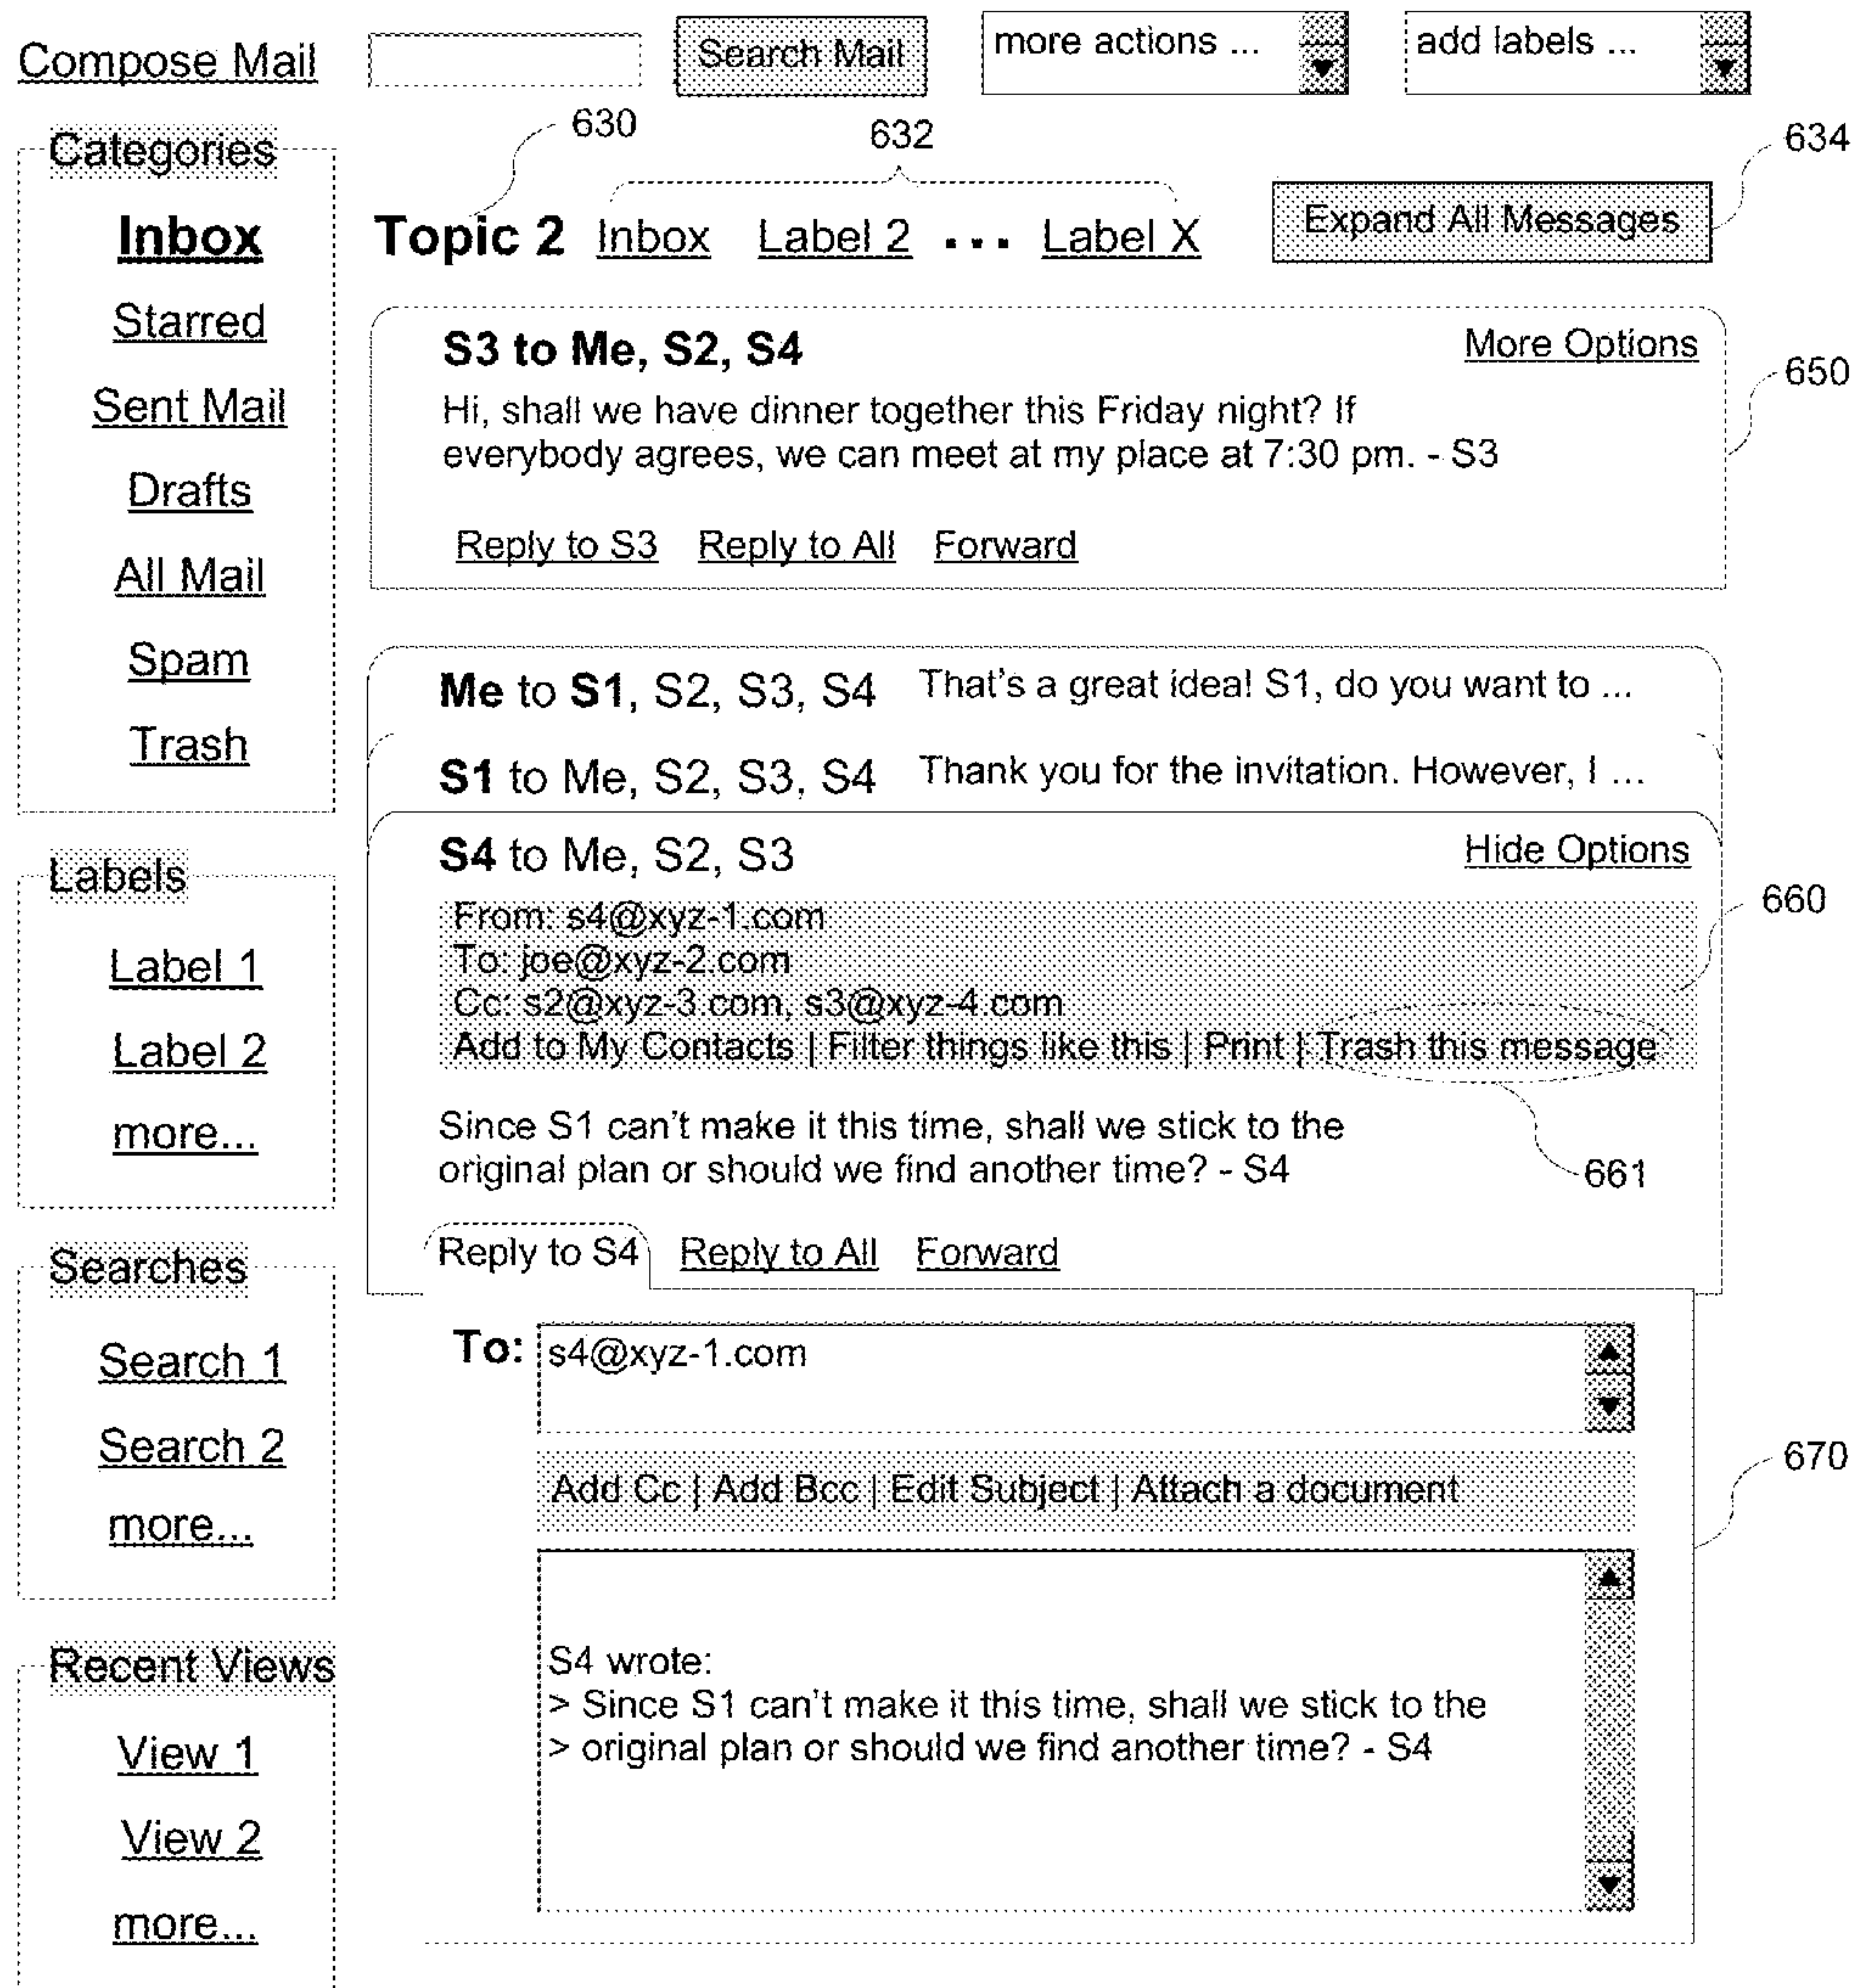 Compose Mail
Search Mail
more actions ...
add labels ...
630
632
634
Categories
Inbox
Starred
Sent Mail
Drafts
All Mail
Spam
Trash
Labels
Label 1
Label 2
more...
Searches
Search 1
Search 2
more...
Recent Views
View 1
View 2
more...
Topic 2 Inbox Label 2 ... Label X
Expand All Messages
S3 to Me, S2, S4
More Options
650
Hi, shall we have dinner together this Friday night? If
everybody agrees, we can meet at my place at 7:30 pm. - S3
Reply to S3 Reply to All Forward
Me to S1, S2, S3, S4 That's a great idea! S1, do you want to ...
S1 to Me, S2, S3, S4 Thank you for the invitation. However, I ...
S4 to Me, S2, S3
Hide Options
660
From: s4@xyz-1.com
To: joe@xyz-2.com
Cc: s2@xyz-3.com, s3@xyz-4.com
Add to My Contacts | Filter things like this | Print | Trash this message
Since S1 can't make it this time, shall we stick to the
original plan or should we find another time? - S4
661
Reply to S4 Reply to All Forward
To: s4@xyz-1.com
670
Add Cc | Add Bcc | Edit Subject | Attach a document
S4 wrote:
> Since S1 can't make it this time, shall we stick to the
> original plan or should we find another time? - S4